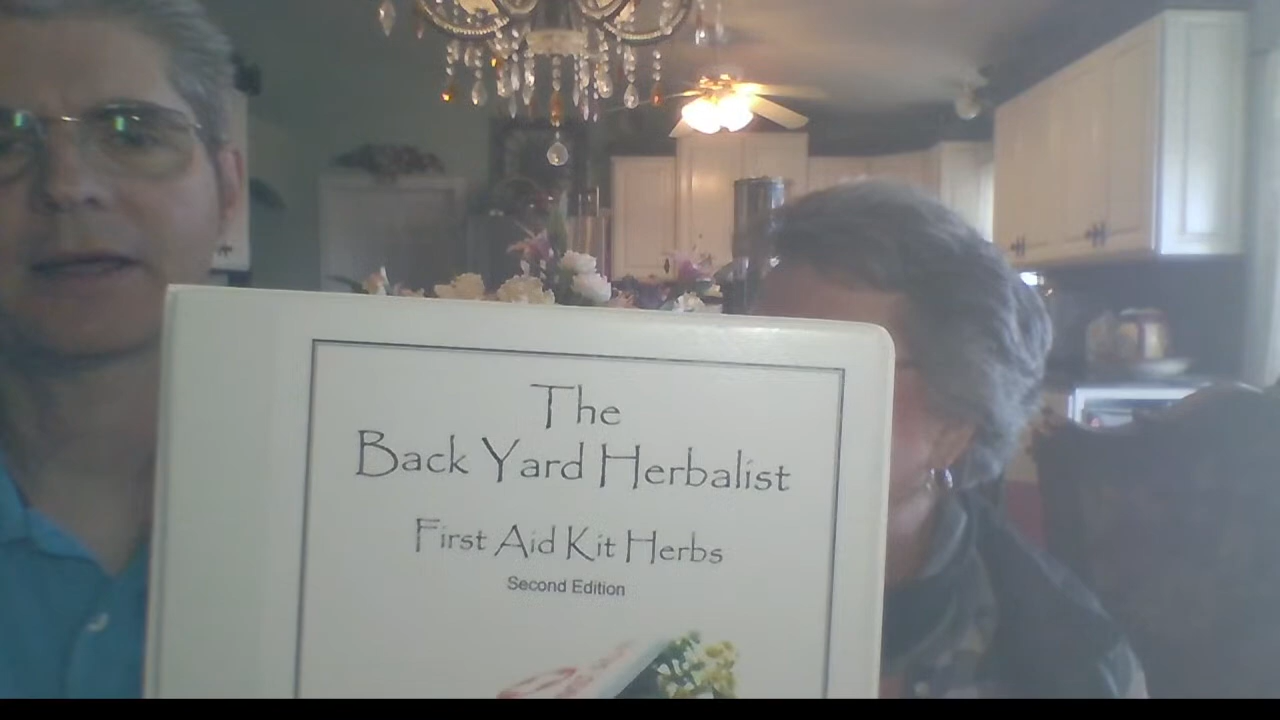 The
Back Yard Herbalist
First Aid Kit Herbs
Second Edition